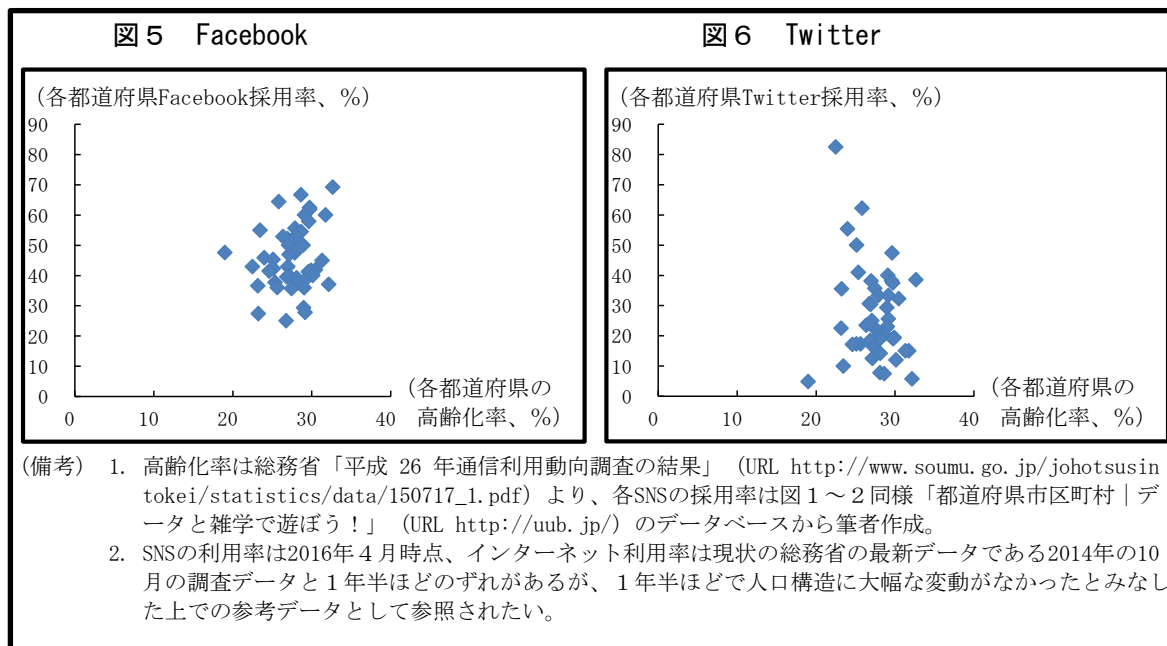 図５ Facebook
図６ Twitter
(各都道府県Facebook採用率、%)
90
80
70
60
50
40
30
20
10
0
0 10 20 30 40
(各都道府県の
高齢化率、%)
(各都道府県Twitter採用率、%)
90
80
70
60
50
40
30
20
10
0
0 10 20 30 40
(各都道府県の
高齢化率、%)
(備考) 1. 高齢化率は総務省「平成 26 年通信利用動向調査の結果」(URL http://www.soumu.go.jp/johotsusin
tokei/statistics/data/150717_1.pdf) より、各SNSの採用率は図１～２同様「都道府県市区町村｜デ
ータと雑学で遊ぼう！」(URL http://uub.jp/) のデータベースから筆者作成。
2. SNSの利用率は2016年４月時点、インターネット利用率は現状の総務省の最新データである2014年の10
月の調査データと１年半ほどのずれがあるが、１年半ほどで人口構造に大幅な変動がなかったとみなし
た上での参考データとして参照されたい。